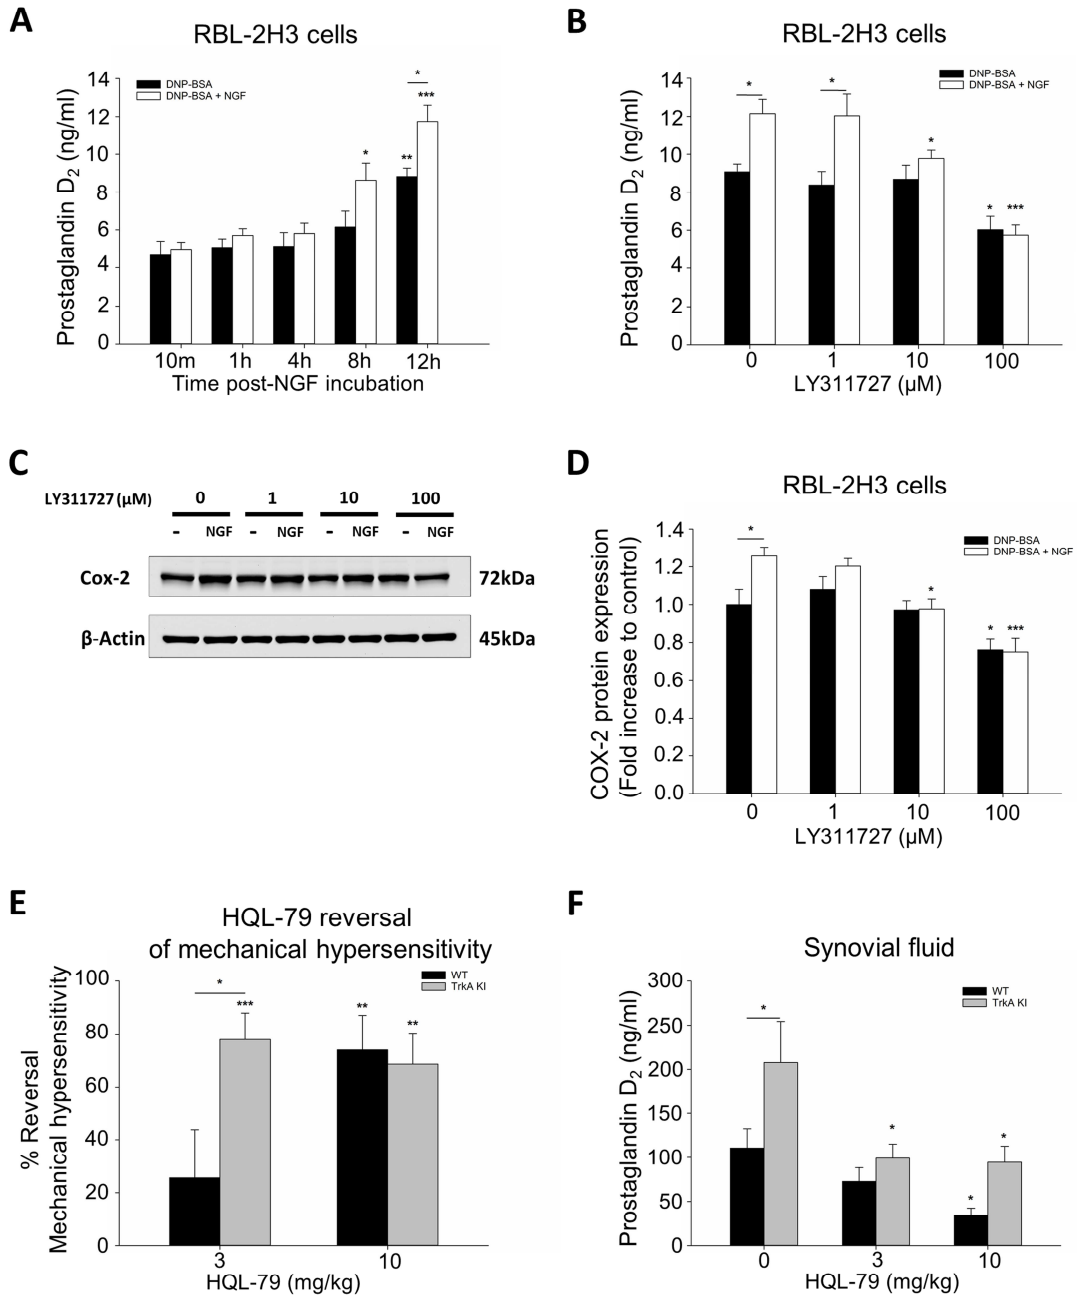 A
RBL-2H3 cells
Prostaglandin D2 (ng/ml)
14
12
10
8
6
4
2
0
DNP-BSA
DNP-BSA + NGF
*
**
*
***
10m 1h 4h 8h 12h
Time post-NGF incubation
B
RBL-2H3 cells
Prostaglandin D2 (ng/ml)
14
12
10
8
6
4
2
0
DNP-BSA
DNP-BSA + NGF
*
*
*
* ***
0 1 10 100
LY311727 (µM)
C
LY311727 (µM) 0 1 10 100
- NGF - NGF - NGF - NGF
Cox-2 72kDa
β-Actin 45kDa
D
RBL-2H3 cells
COX-2 protein expression
(Fold increase to control)
1.4
1.2
1.0
0.8
0.6
0.4
0.2
0.0
DNP-BSA
DNP-BSA + NGF
*
*
* ***
0 1 10 100
LY311727 (µM)
E
HQL-79 reversal
of mechanical hypersensitivity
% Reversal
Mechanical hypersensitivity
100
80
60
40
20
0
WT
TrkA KI
*
***
**
**
3 10
HQL-79 (mg/kg)
F
Synovial fluid
Prostaglandin D2 (ng/ml)
300
250
200
150
100
50
0
WT
TrkA KI
*
*
*
*
0 3 10
HQL-79 (mg/kg)